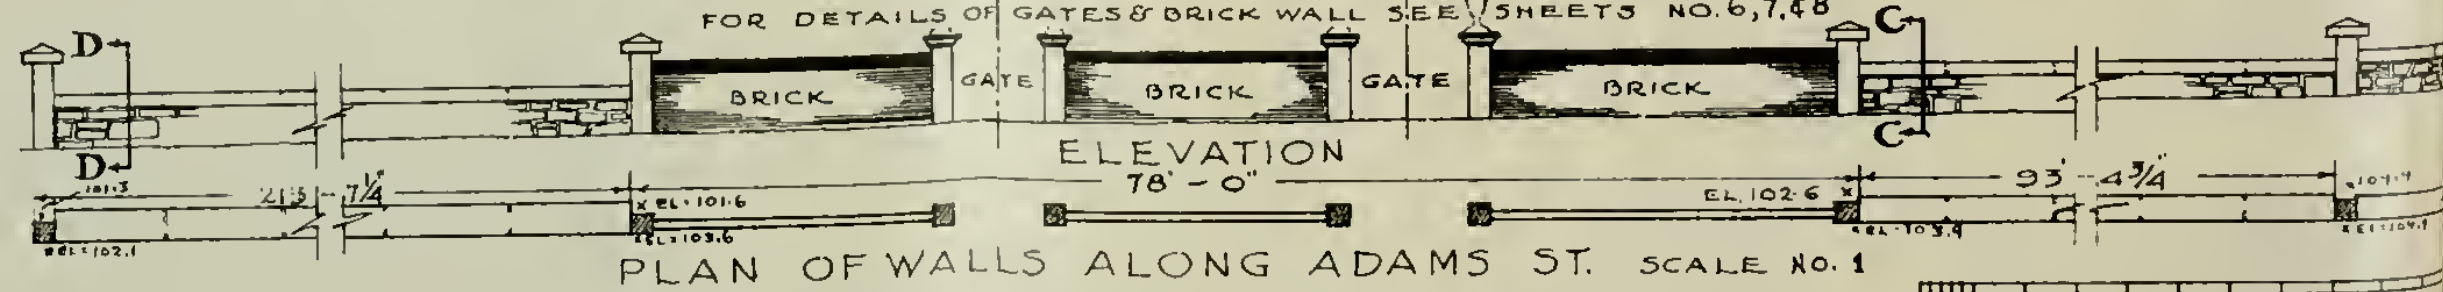 FOR DETAILS OF GATES & BRICK WALL SEE SHEETS NO. 6, 7, & 8
D C
BRICK GATE BRICK GATE BRICK
D C
ELEVATION
101.3 7¼" 78' - 0" 93' - 4¾"
EL. 101.6 EL. 102.6
EL = 102.1 EL = 103.6 EL = 103.9
PLAN OF WALLS ALONG ADAMS ST. SCALE NO. 1